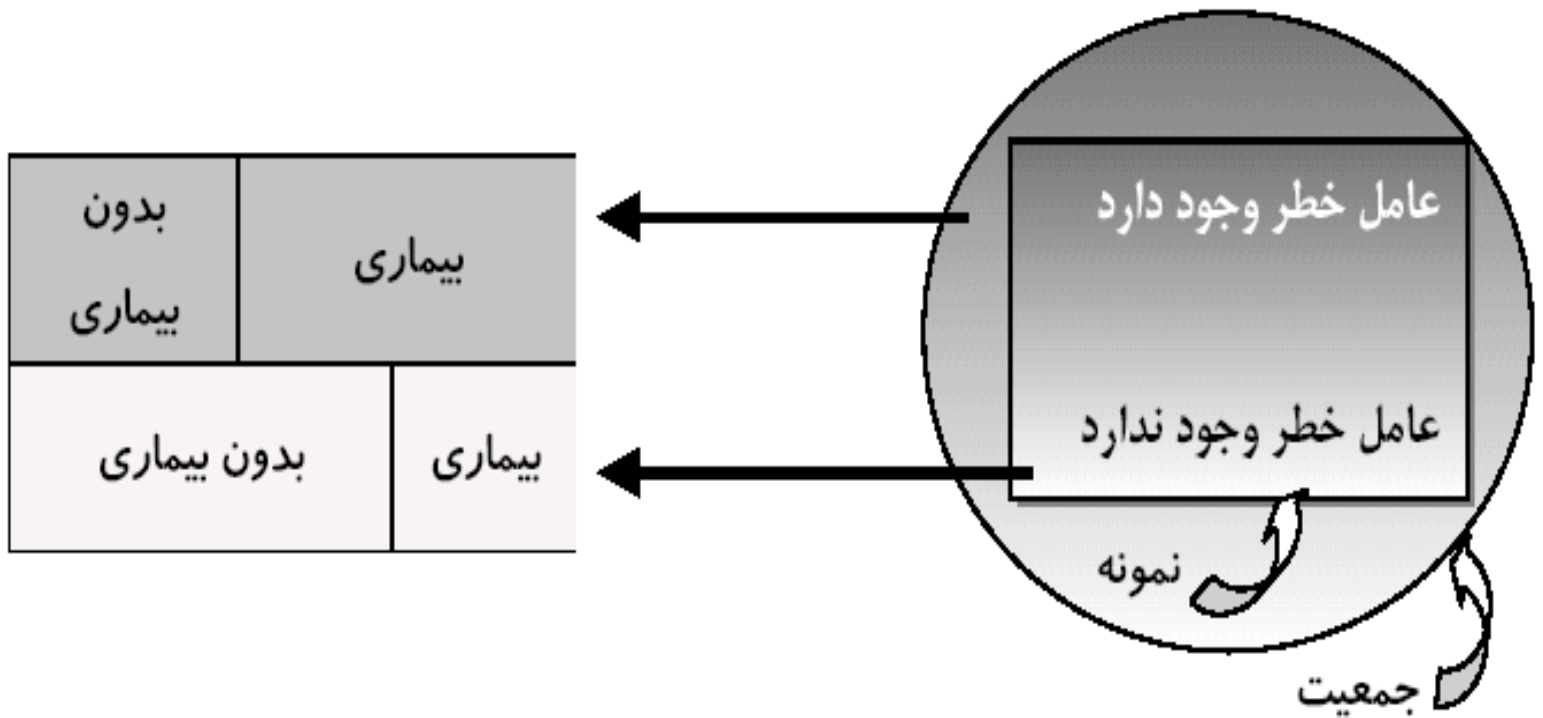 عامل خطر وجود دارد
عامل خطر وجود ندارد
نمونه
جمعیت
بیماری
بدون
بیماری
بیماری
بدون بیماری